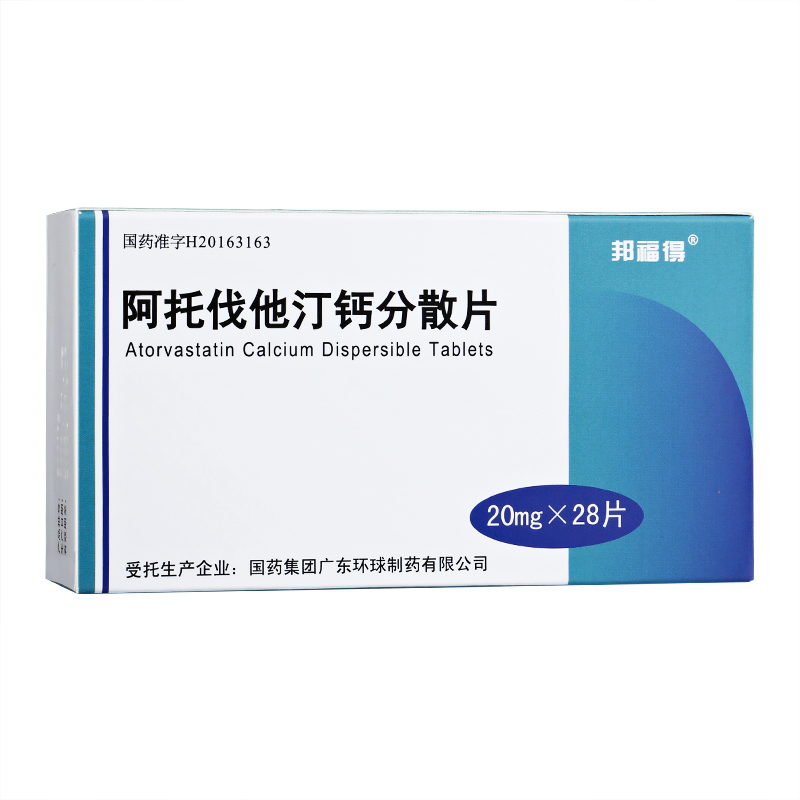 国药准字H20163163
邦福得®
阿托伐他汀钙分散片
Atorvastatin Calcium Dispersible Tablets
20mg×28片
受托生产企业：国药集团广东环球制药有限公司